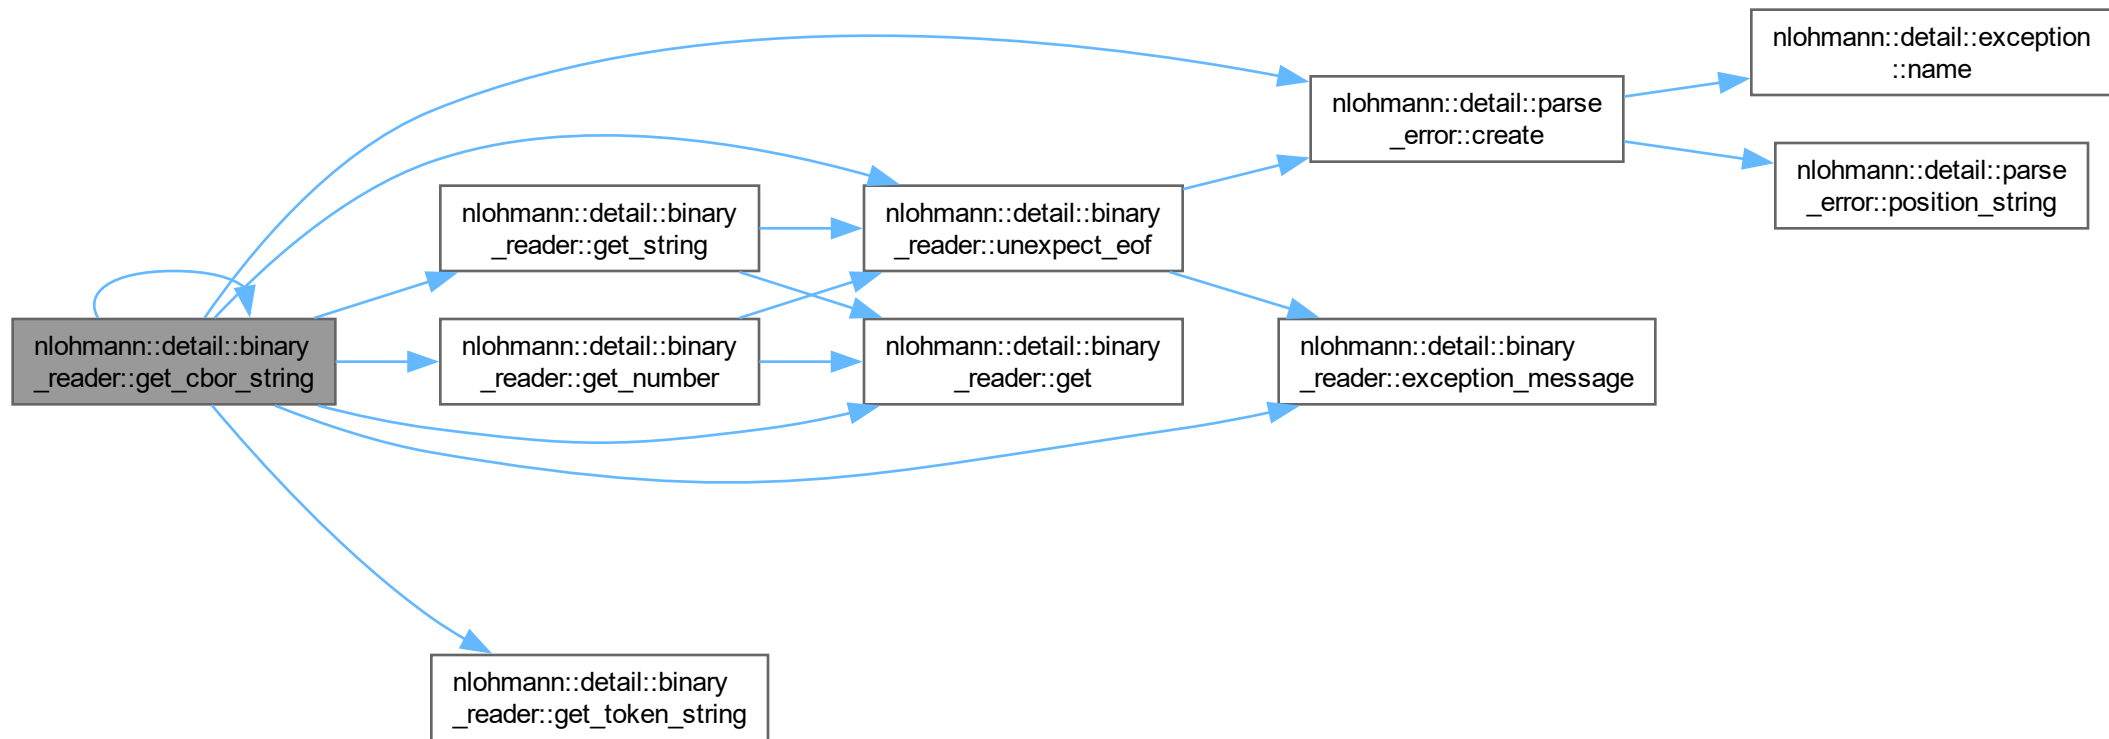 nlohmann::detail::exception
::name
nlohmann::detail::parse
_error::create
nlohmann::detail::parse
_error::position_string
nlohmann::detail::binary
_reader::get_string
nlohmann::detail::binary
_reader::unexpect_eof
nlohmann::detail::binary
_reader::get_cbor_string
nlohmann::detail::binary
_reader::get_number
nlohmann::detail::binary
_reader::get
nlohmann::detail::binary
_reader::exception_message
nlohmann::detail::binary
_reader::get_token_string